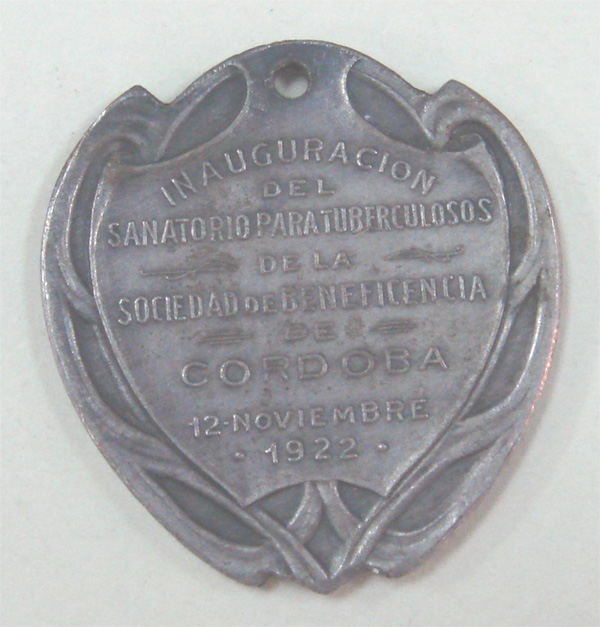 INAUGURACION
DEL
SANATORIO PARA TUBERCULOSOS
DE LA
SOCIEDAD DE BENEFICENCIA
DE
CORDOBA
12-NOVIEMBRE
·1922·